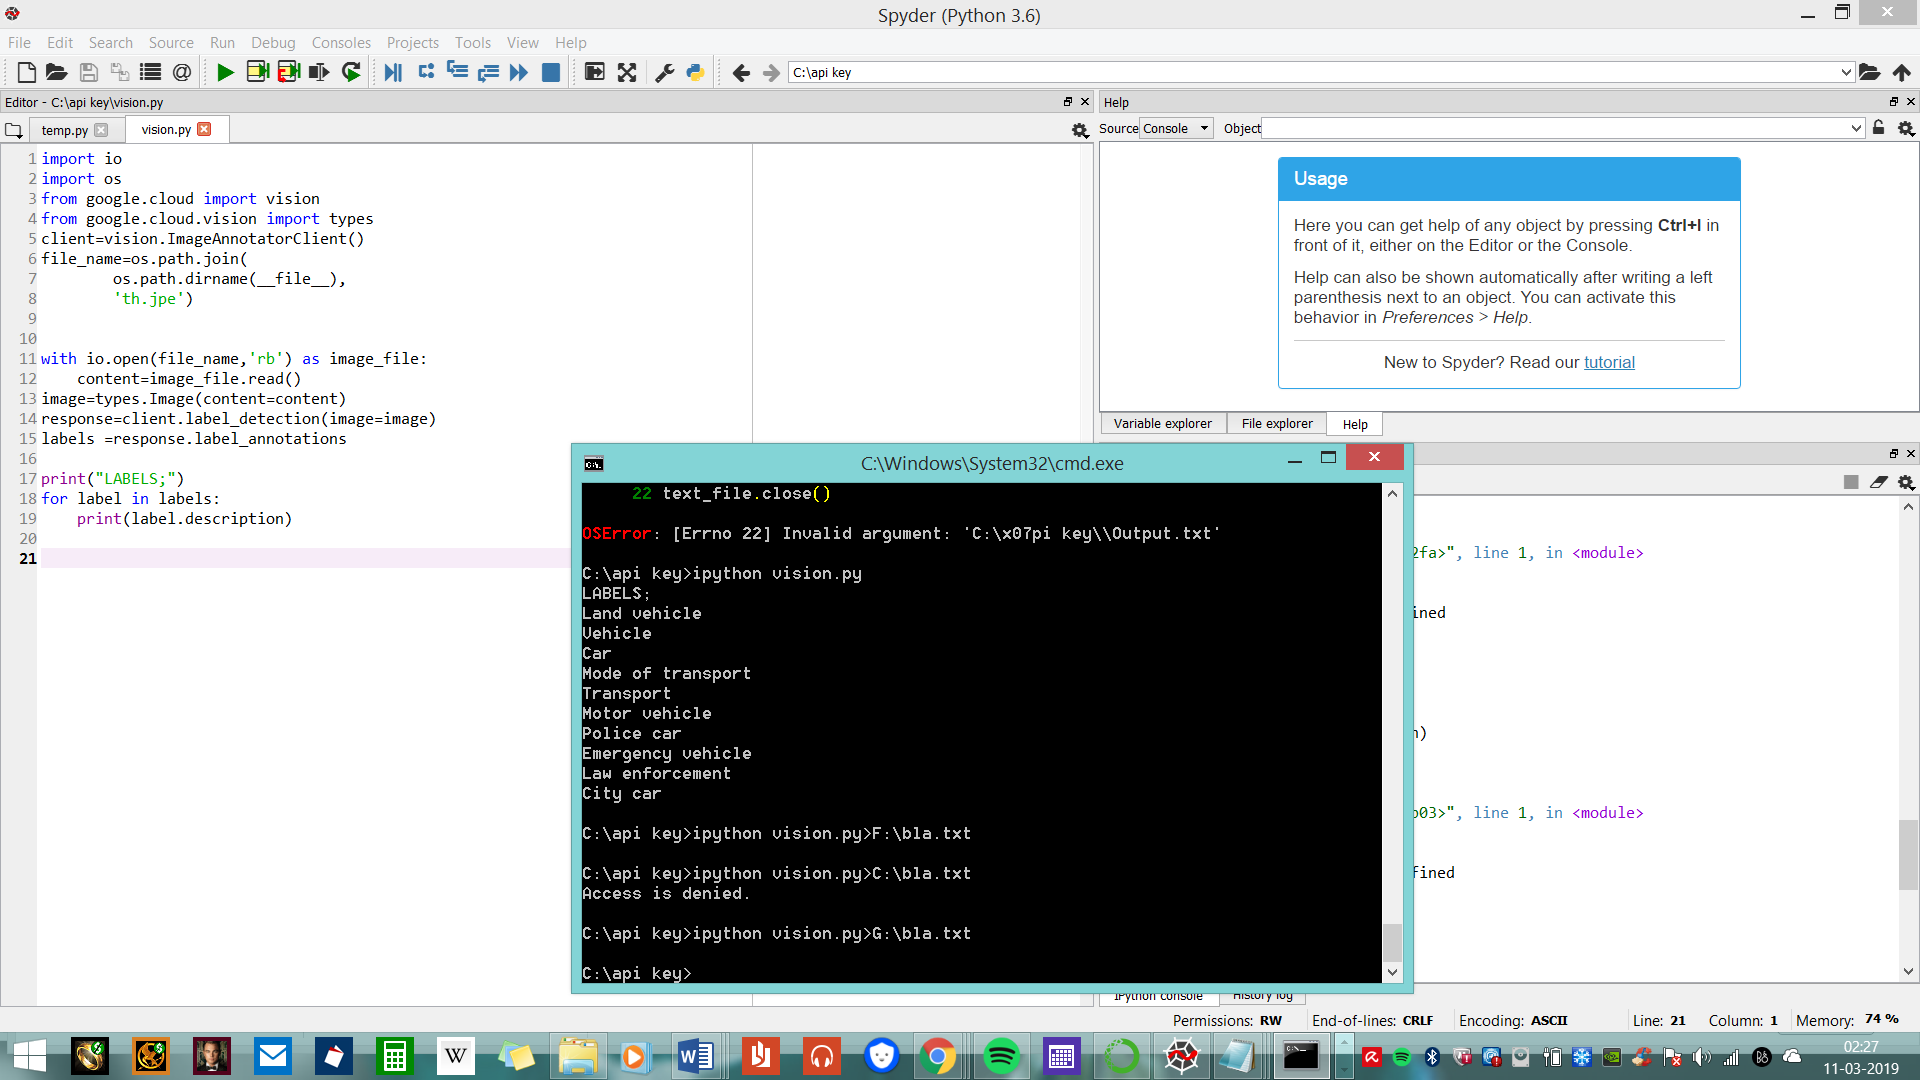 Spyder (Python 3.6)
File Edit Search Source Run Debug Consoles Projects Tools View Help
C:\api key
Editor - C:\api key\vision.py
temp.py
vision.py
1 import io
2 import os
3 from google.cloud import vision
4 from google.cloud.vision import types
5 client=vision.ImageAnnotatorClient()
6 file_name=os.path.join(
7 os.path.dirname(__file__),
8 'th.jpe')
9
10
11 with io.open(file_name,'rb') as image_file:
12 content=image_file.read()
13 image=types.Image(content=content)
14 response=client.label_detection(image=image)
15 labels =response.label_annotations
16
17 print("LABELS;")
18 for label in labels:
19 print(label.description)
20
21
Help
Source Console Object
Usage
Here you can get help of any object by pressing Ctrl+I in
front of it, either on the Editor or the Console.
Help can also be shown automatically after writing a left
parenthesis next to an object. You can activate this
behavior in Preferences > Help.
New to Spyder? Read our tutorial
Variable explorer File explorer Help
C:\Windows\System32\cmd.exe
22 text_file.close()
OSError: [Errno 22] Invalid argument: 'C:\x07pi key\\Output.txt'
C:\api key>ipython vision.py
LABELS;
Land vehicle
Vehicle
Car
Mode of transport
Transport
Motor vehicle
Police car
Emergency vehicle
Law enforcement
City car
C:\api key>ipython vision.py>F:\bla.txt
C:\api key>ipython vision.py>C:\bla.txt
Access is denied.
C:\api key>ipython vision.py>G:\bla.txt
C:\api key>
2fa>", line 1, in <module>
ined
)
03>", line 1, in <module>
fined
IPython console History log
Permissions: RW End-of-lines: CRLF Encoding: ASCII Line: 21 Column: 1 Memory: 74 %
02:27
11-03-2019